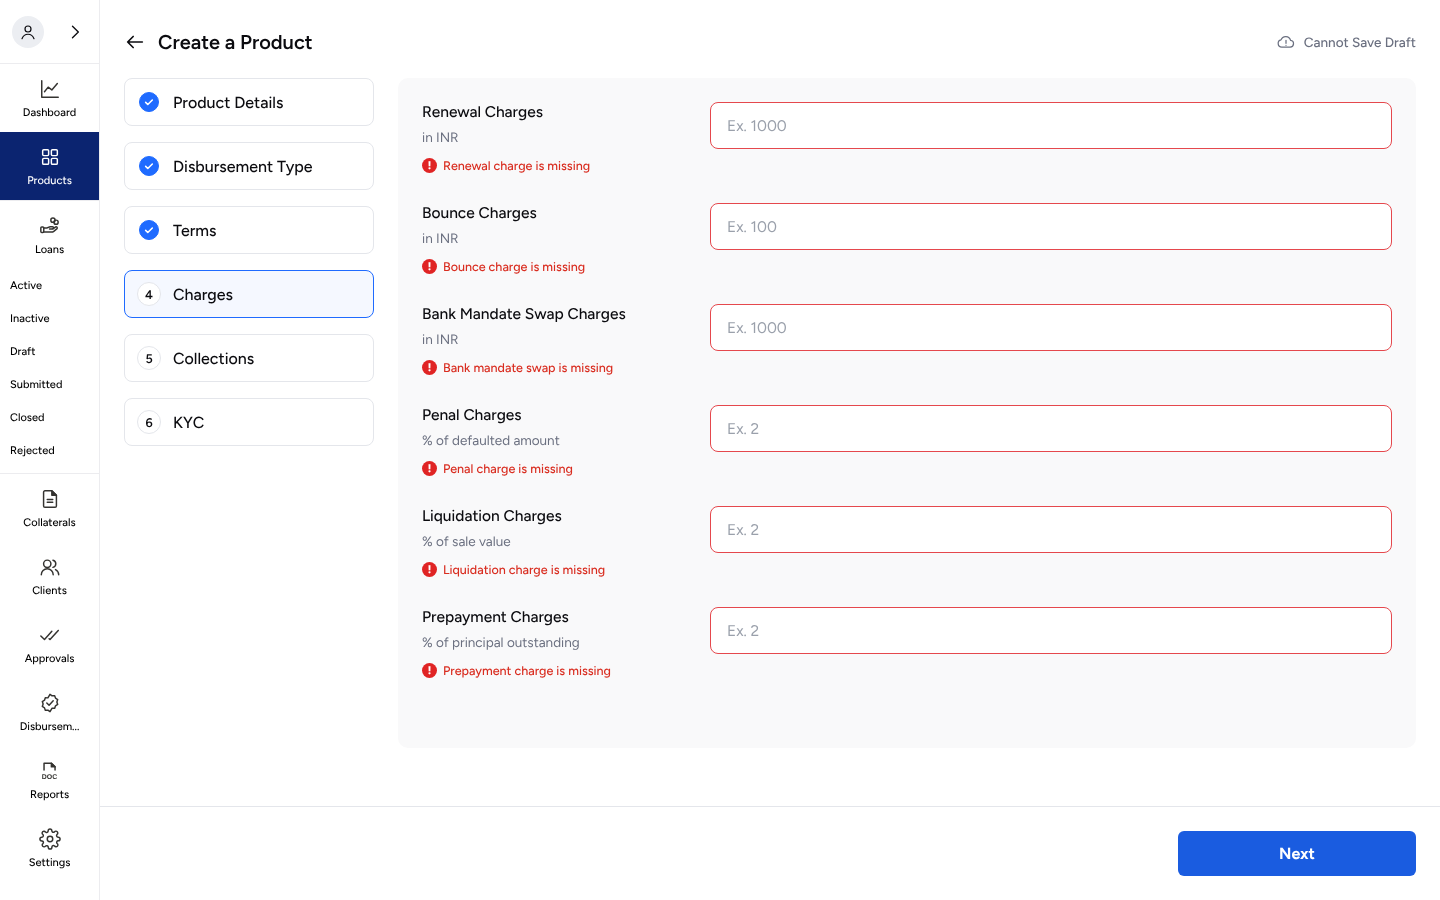 Create a Product
Cannot Save Draft
Dashboard
Products
Loans
Active
Inactive
Draft
Submitted
Closed
Rejected
Collaterals
Clients
Approvals
Disbursem...
DOC
Reports
Settings
Product Details
Disbursement Type
Terms
4 Charges
5 Collections
6 KYC
Renewal Charges
in INR
Renewal charge is missing
Ex. 1000
Bounce Charges
in INR
Bounce charge is missing
Ex. 100
Bank Mandate Swap Charges
in INR
Bank mandate swap is missing
Ex. 1000
Penal Charges
% of defaulted amount
Penal charge is missing
Ex. 2
Liquidation Charges
% of sale value
Liquidation charge is missing
Ex. 2
Prepayment Charges
% of principal outstanding
Prepayment charge is missing
Ex. 2
Next